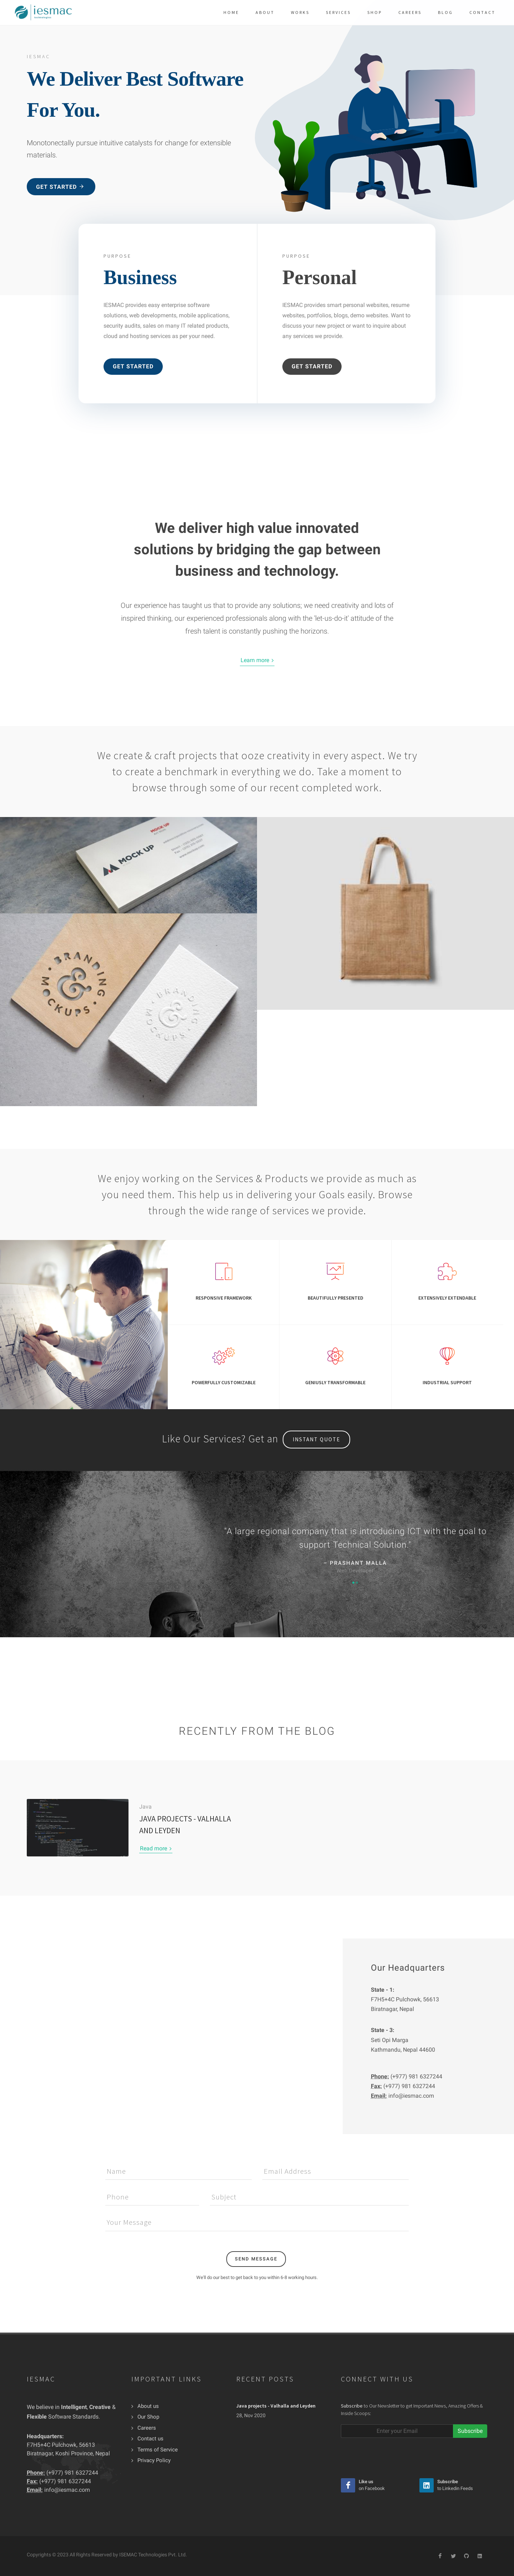 iesmac
HOME ABOUT WORKS SERVICES SHOP CAREERS BLOG CONTACT
IESMAC
We Deliver Best Software
For You.
Monotonectally pursue intuitive catalysts for change for extensible
materials.
GET STARTED
PURPOSE
Business
IESMAC provides easy enterprise software
solutions, web developments, mobile applications,
security audits, sales on many IT related products,
cloud and hosting services as per your need.
GET STARTED
PURPOSE
Personal
IESMAC provides smart personal websites, resume
websites, portfolios, blogs, demo websites. Want to
discuss your new project or want to inquire about
any services we provide.
GET STARTED
We deliver high value innovated
solutions by bridging the gap between
business and technology.
Our experience has taught us that to provide any solutions; we need creativity and lots of
inspired thinking, our experienced professionals along with the 'let-us-do-it' attitude of the
fresh talent is constantly pushing the horizons.
Learn more ›
We create & craft projects that ooze creativity in every aspect. We try
to create a benchmark in everything we do. Take a moment to
browse through some of our recent completed work.
MOCK UP
MOCK UP
BRANDING
&
MOCKUPS
BRANDING
&
MOCKUPS
We enjoy working on the Services & Products we provide as much as
you need them. This help us in delivering your Goals easily. Browse
through the wide range of services we provide.
RESPONSIVE FRAMEWORK
BEAUTIFULLY PRESENTED
EXTENSIVELY EXTENDABLE
POWERFULLY CUSTOMIZABLE
GENIUSLY TRANSFORMABLE
INDUSTRIAL SUPPORT
Like Our Services? Get an INSTANT QUOTE
"A large regional company that is introducing ICT with the goal to
support Technical Solution."
– PRASHANT MALLA
RECENTLY FROM THE BLOG
Java
JAVA PROJECTS - VALHALLA
AND LEYDEN
Read more ›
Our Headquarters
State - 1:
F7H5+4C Pulchowk, 56613
Biratnagar, Nepal
State - 3:
Seti Opi Marga
Kathmandu, Nepal 44600
Phone: (+977) 981 6327244
Fax: (+977) 981 6327244
Email: info@iesmac.com
Name
Email Address
Phone
Subject
Your Message
SEND MESSAGE
We'll do our best to get back to you within 6-8 working hours.
IESMAC
We believe in Intelligent, Creative &
Flexible Software Standards.
Headquarters:
F7H5+4C Pulchowk, 56613
Biratnagar, Koshi Province, Nepal
Phone: (+977) 981 6327244
Fax: (+977) 981 6327244
Email: info@iesmac.com
IMPORTANT LINKS
About us
Our Shop
Careers
Contact us
Terms of Service
Privacy Policy
RECENT POSTS
Java projects - Valhalla and Leyden
28, Nov 2020
CONNECT WITH US
Subscribe to Our Newsletter to get Important News, Amazing Offers &
Inside Scoops:
Enter your Email
Subscribe
Like us
on Facebook
Subscribe
to Linkedin Feeds
Copyrights © 2023 All Rights Reserved by IESMAC Technologies Pvt. Ltd.